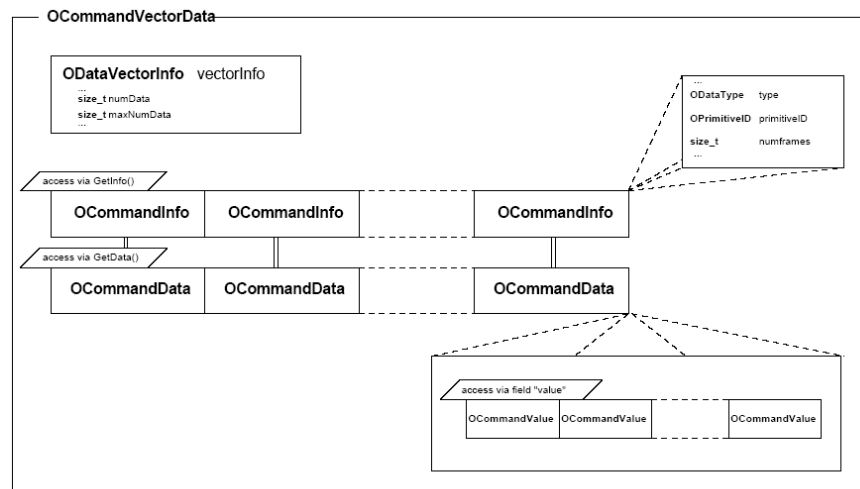 OCommandVectorData
ODataVectorInfo vectorInfo
...
size_t numData
size_t maxNumData
...
...
ODataType type
OPrimitiveID primitiveID
size_t numframes
...
access via GetInfo()
OCommandInfo OCommandInfo OCommandInfo
access via GetData()
OCommandData OCommandData OCommandData
access via field "value"
OCommandValue OCommandValue OCommandValue